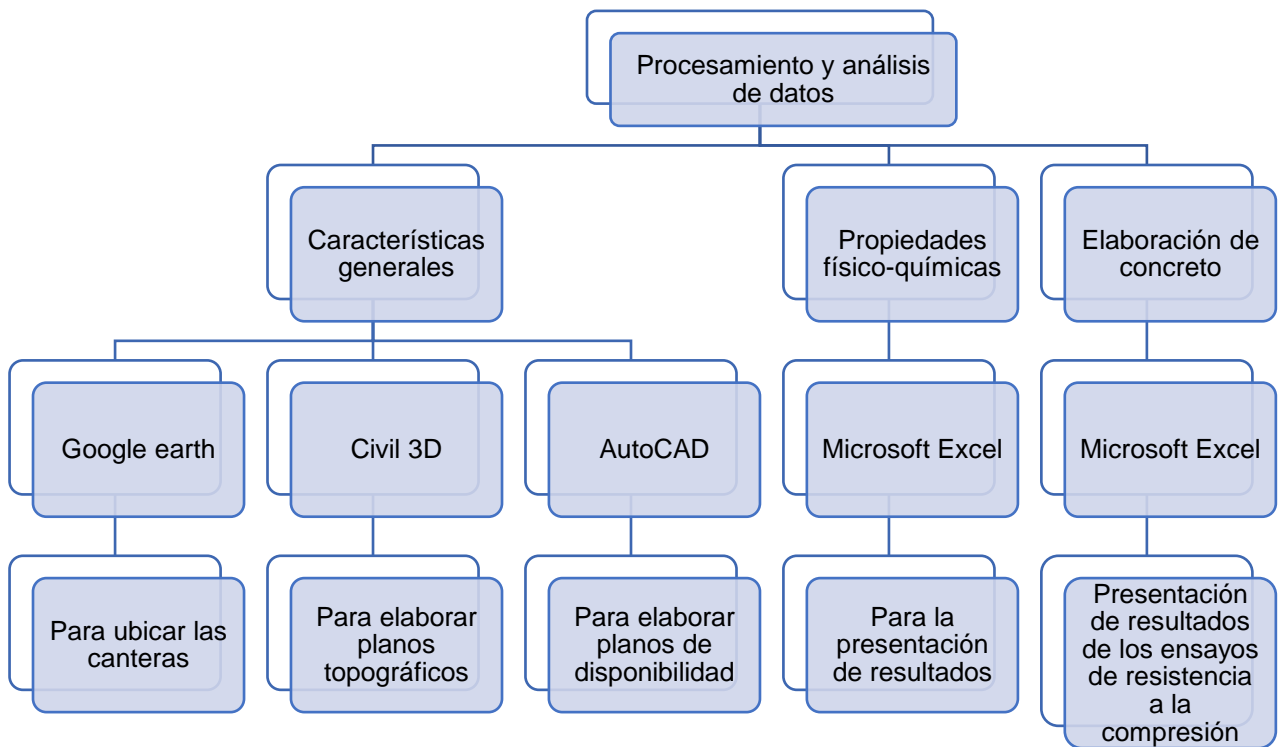 Procesamiento y análisis
de datos
Características
generales
Propiedades
físico-químicas
Elaboración de
concreto
Google earth
Civil 3D
AutoCAD
Microsoft Excel
Microsoft Excel
Para ubicar las
canteras
Para elaborar
planos
topográficos
Para elaborar
planos de
disponibilidad
Para la
presentación
de resultados
Presentación
de resultados
de los ensayos
de resistencia
a la
compresión